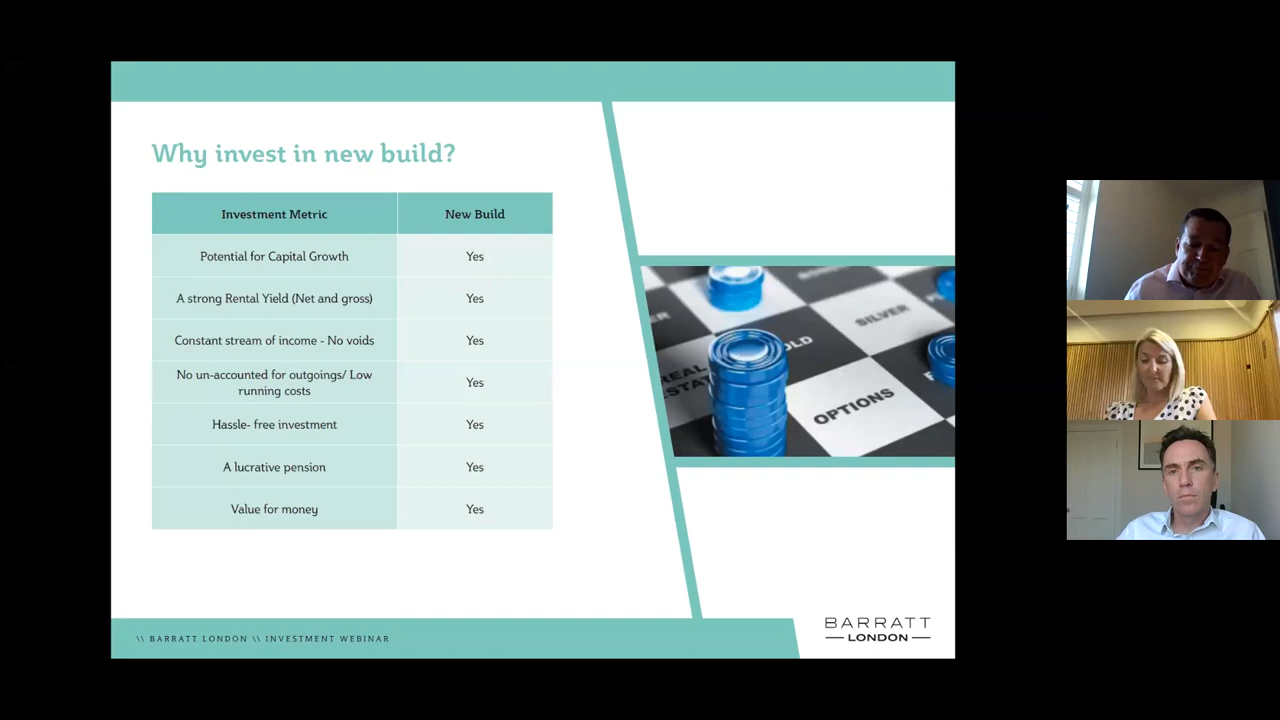 Why invest in new build?
Investment Metric
New Build
Potential for Capital Growth
Yes
A strong Rental Yield (Net and gross)
Yes
Constant stream of income - No voids
Yes
No un-accounted for outgoings/ Low
running costs
Yes
Hassle- free investment
Yes
A lucrative pension
Yes
Value for money
Yes
SILVER
REAL
OPTIONS
\\ BARRATT LONDON \\ INVESTMENT WEBINAR
BARRATT
LONDON